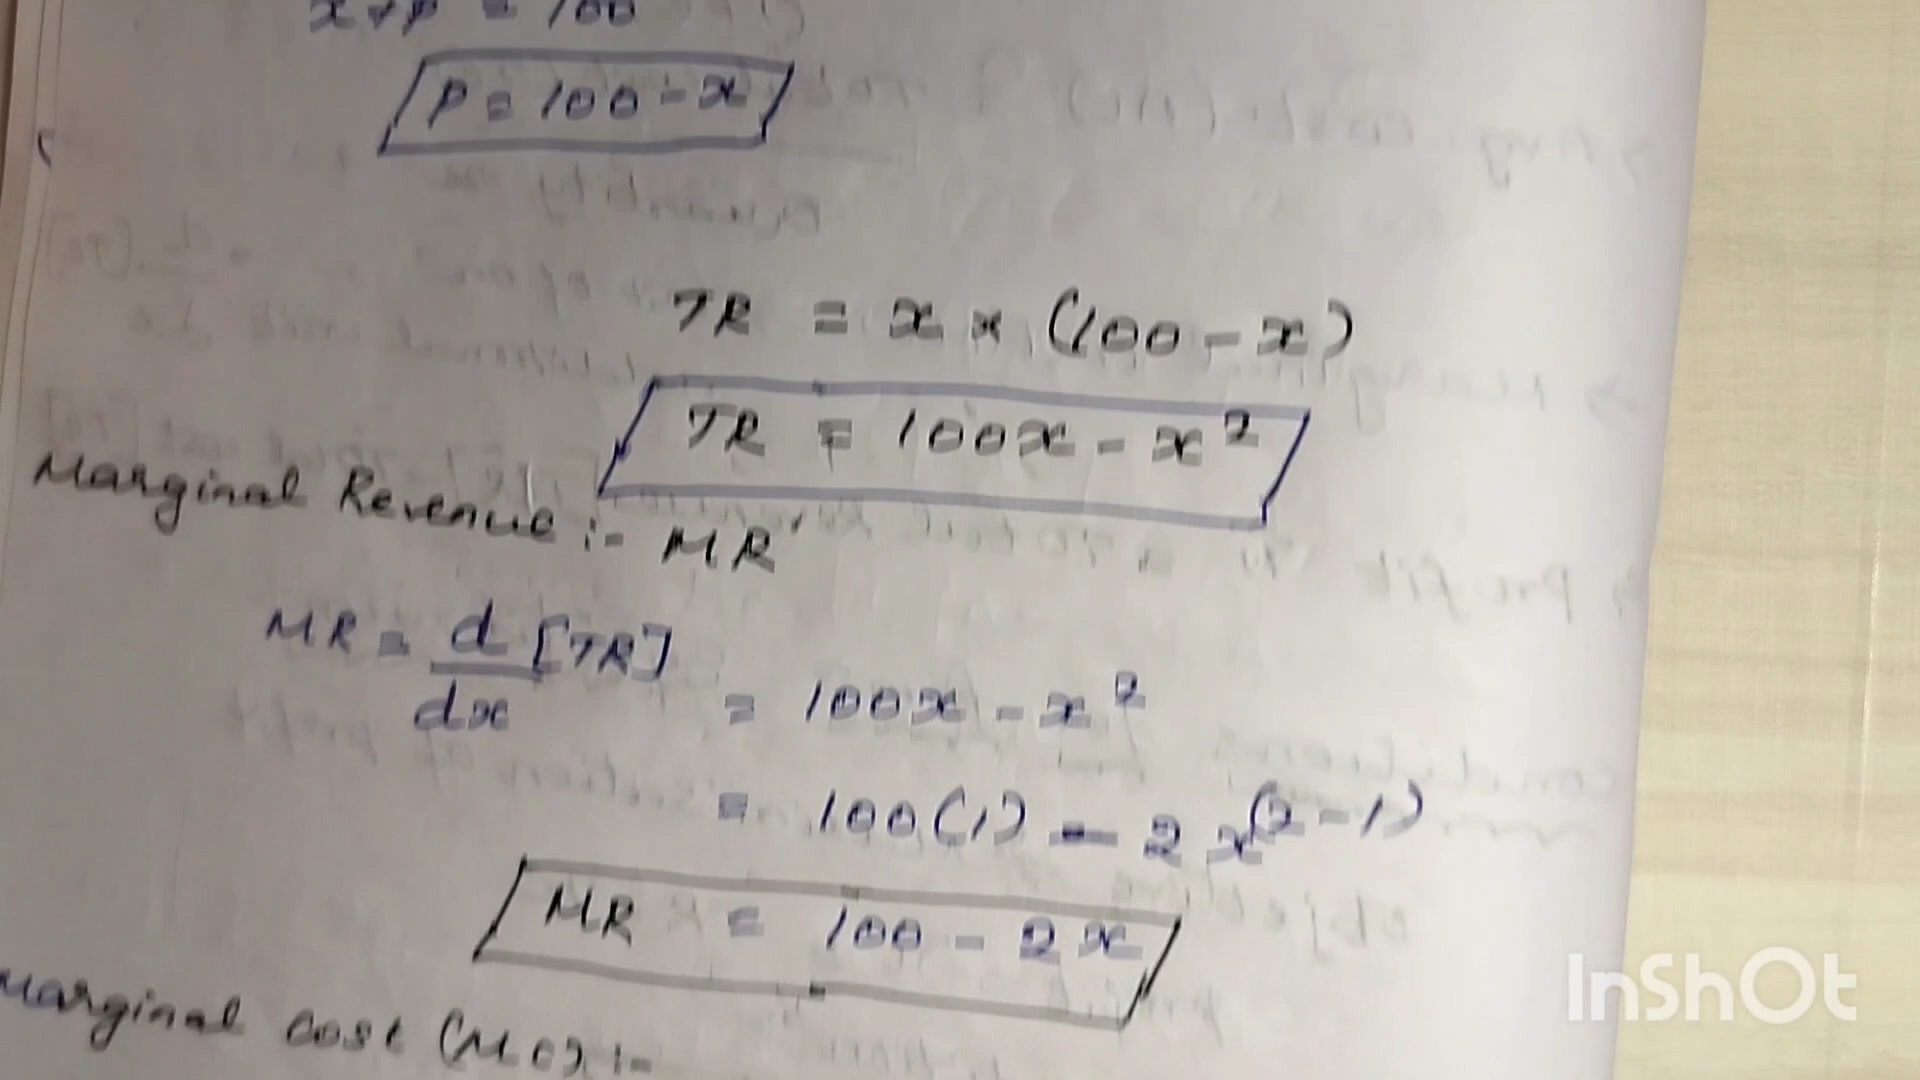 x+p = 100
P = 100 - x
TR = x × (100 - x)
TR = 100x - x²
Marginal Revenue :- MR
MR = d/dx [TR]
= 100x - x²
= 100(1) - 2x^(2-1)
MR = 100 - 2x
Marginal cost (MC) :-
InShOt